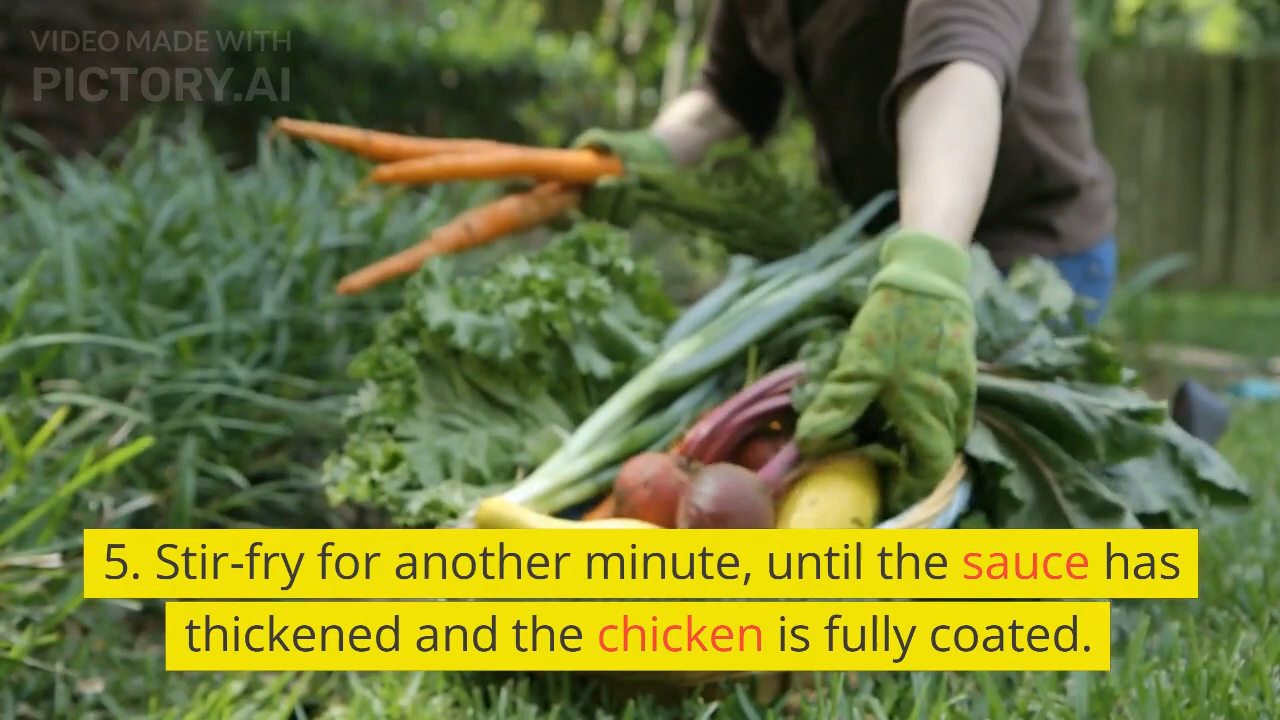 VIDEO MADE WITH
PICTORY.AI
5. Stir-fry for another minute, until the sauce has
thickened and the chicken is fully coated.